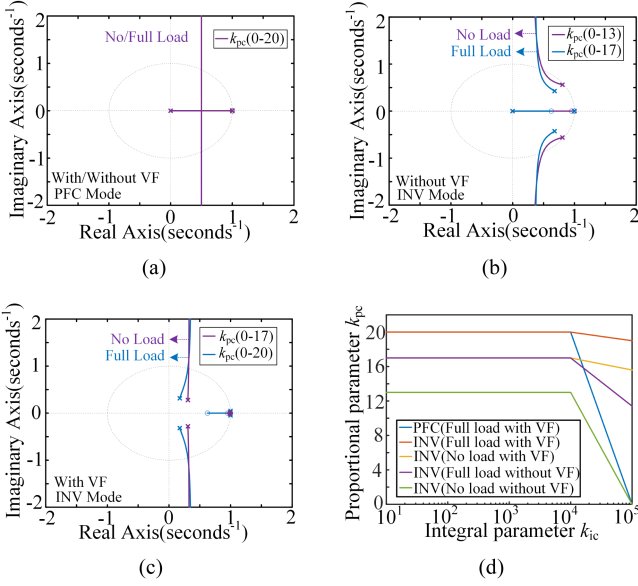 2
1
0
-1
-2
-2
-1
0
1
2
Imaginary Axis(seconds⁻¹)
Real Axis(seconds⁻¹)
No/Full Load
kpc(0-20)
With/Without VF
PFC Mode
(a)
2
1
0
-1
-2
-2
-1
0
1
2
Imaginary Axis(seconds⁻¹)
Real Axis(seconds⁻¹)
No Load
Full Load
kpc(0-13)
kpc(0-17)
Without VF
INV Mode
(b)
2
1
0
-1
-2
-2
-1
0
1
2
Imaginary Axis(seconds⁻¹)
Real Axis(seconds⁻¹)
No Load
Full Load
kpc(0-17)
kpc(0-20)
With VF
INV Mode
(c)
20
16
12
8
4
0
10¹
10²
10³
10⁴
10⁵
Proportional parameter kpc
Integral parameter kic
PFC(Full load with VF)
INV(Full load with VF)
INV(No load with VF)
INV(Full load without VF)
INV(No load without VF)
(d)